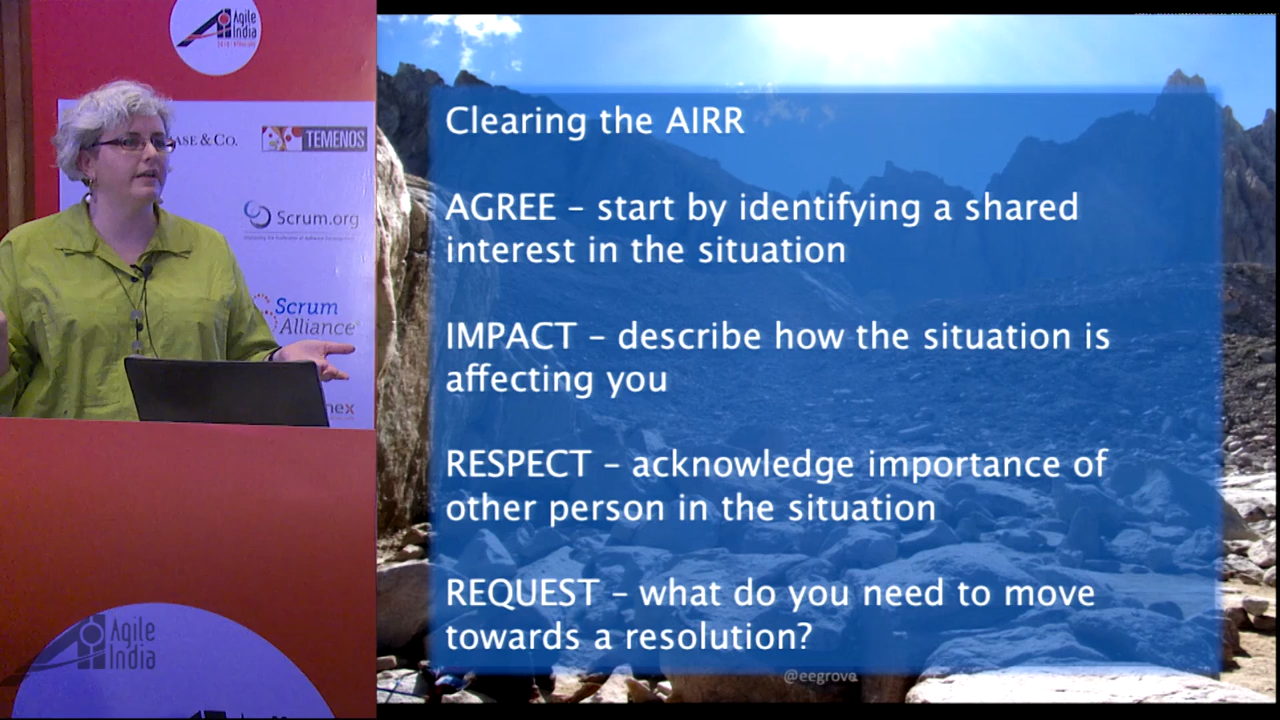 Agile
India
ASE & CO.
TEMENOS
Scrum.org
Scrum
Alliance
nex
Agile
India
Clearing the AIRR
AGREE – start by identifying a shared
interest in the situation
IMPACT – describe how the situation is
affecting you
RESPECT – acknowledge importance of
other person in the situation
REQUEST – what do you need to move
towards a resolution?
@eegrove